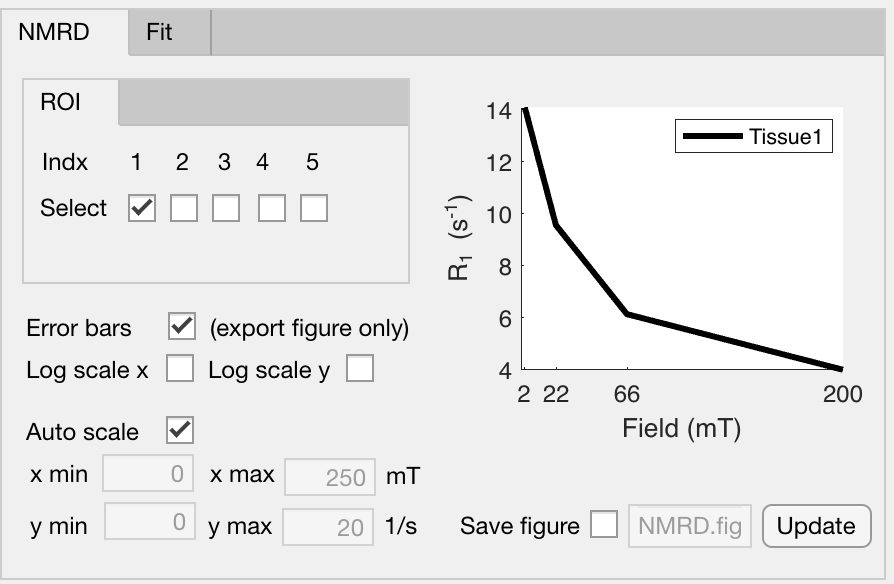 NMRD Fit
ROI
Indx 1 2 3 4 5
Select
Error bars (export figure only)
Log scale x Log scale y
Auto scale
x min 0 x max 250 mT
y min 0 y max 20 1/s
14
12
10
8
6
4
R₁ (s⁻¹)
Tissue1
2 22 66 200
Field (mT)
Save figure NMRD.fig Update